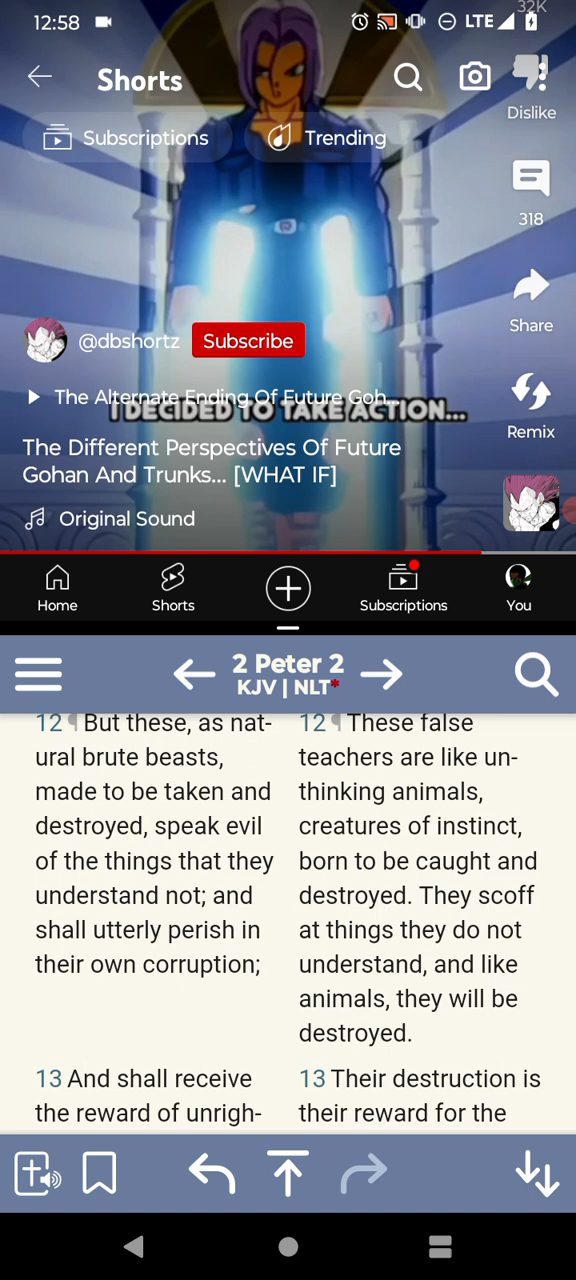 12:58
LTE
32K
Shorts
Dislike
Subscriptions
Trending
318
Share
@dbshortz
Subscribe
The Alternate Ending Of Future Goh...
I DECIDED TO TAKE ACTION...
Remix
The Different Perspectives Of Future
Gohan And Trunks... [WHAT IF]
Original Sound
Home
Shorts
Subscriptions
You
2 Peter 2
KJV | NLT*
12 ¶ But these, as nat-
ural brute beasts,
made to be taken and
destroyed, speak evil
of the things that they
understand not; and
shall utterly perish in
their own corruption;
12 ¶ These false
teachers are like un-
thinking animals,
creatures of instinct,
born to be caught and
destroyed. They scoff
at things they do not
understand, and like
animals, they will be
destroyed.
13 And shall receive
the reward of unrigh-
13 Their destruction is
their reward for the